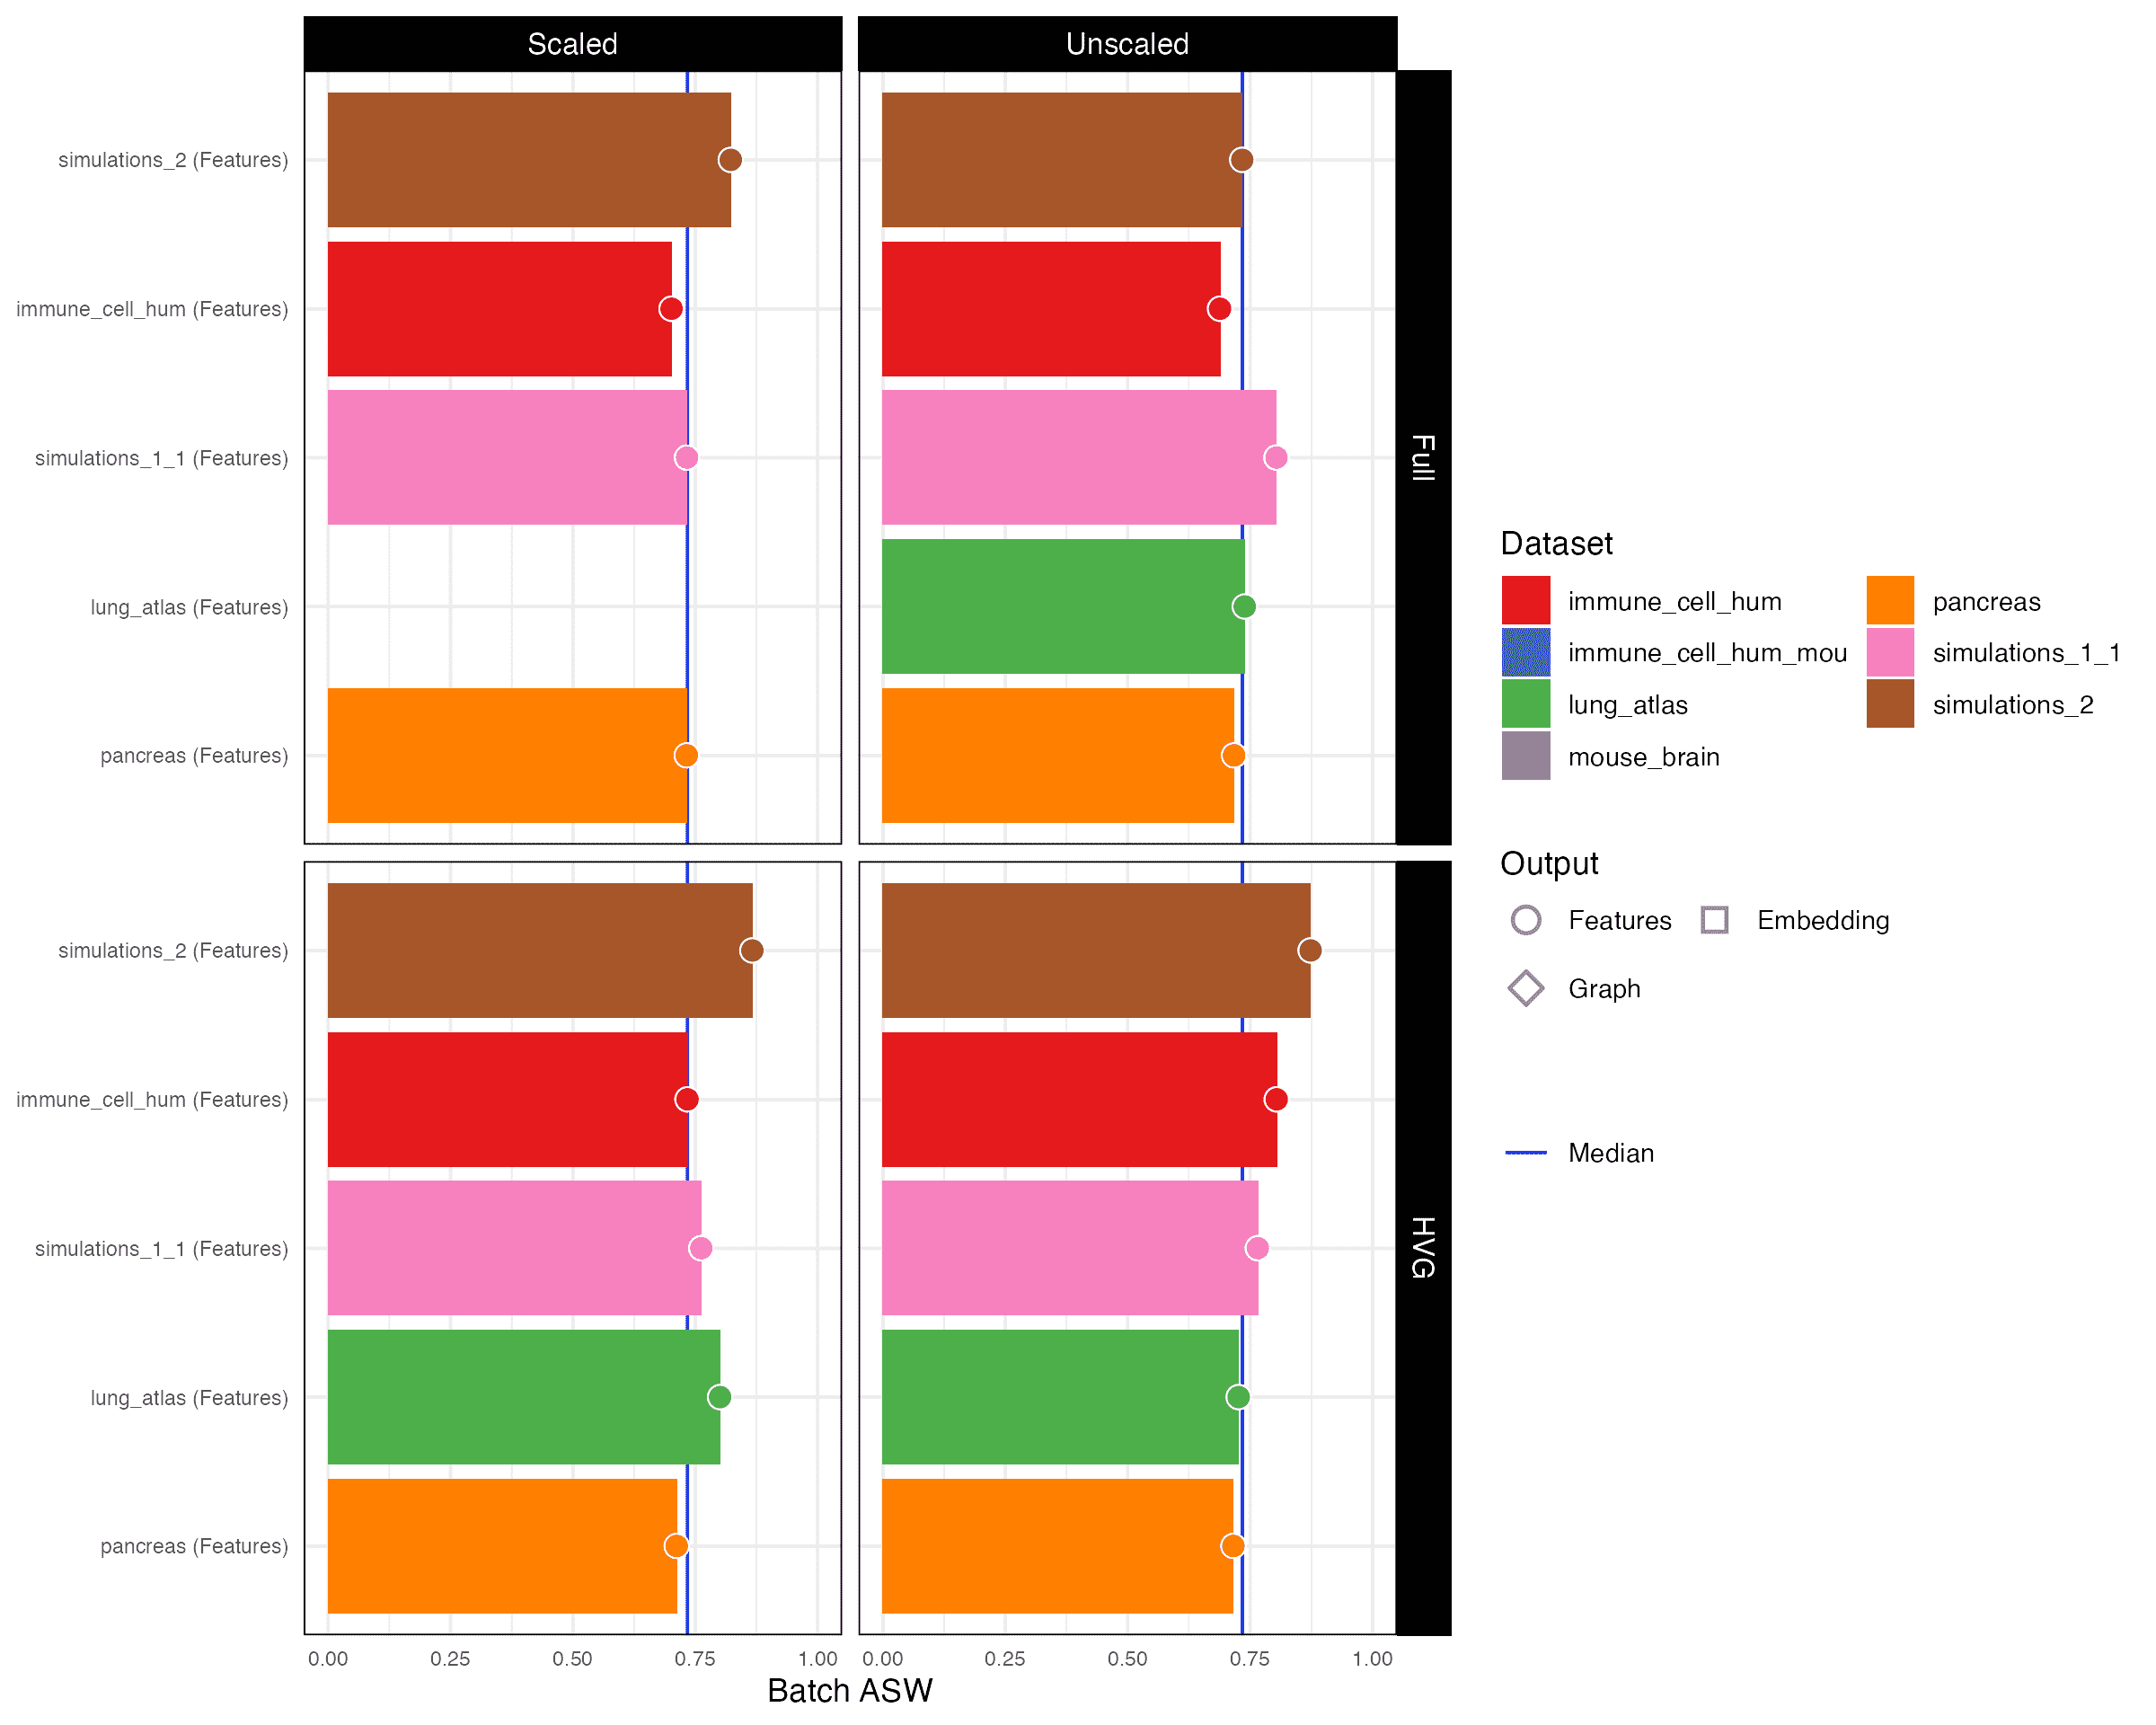 Scaled
Unscaled
simulations_2 (Features)
immune_cell_hum (Features)
simulations_1_1 (Features)
lung_atlas (Features)
pancreas (Features)
Full
simulations_2 (Features)
immune_cell_hum (Features)
simulations_1_1 (Features)
lung_atlas (Features)
pancreas (Features)
HVG
0.00 0.25 0.50 0.75 1.00
0.00 0.25 0.50 0.75 1.00
Batch ASW
Dataset
immune_cell_hum
immune_cell_hum_mou
lung_atlas
mouse_brain
pancreas
simulations_1_1
simulations_2
Output
Features
Embedding
Graph
Median